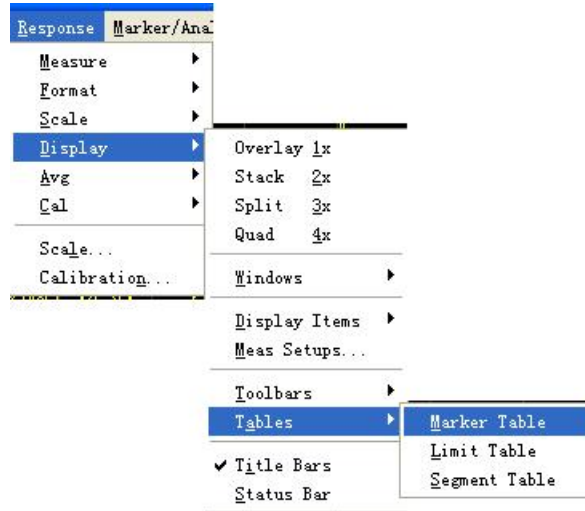 Response Marker/Ana
Measure
Format
Scale
Display
Avg
Cal
Scale...
Calibration...
Overlay 1x
Stack 2x
Split 3x
Quad 4x
Windows
Display Items
Meas Setups...
Toolbars
Tables
Title Bars
Status Bar
Marker Table
Limit Table
Segment Table